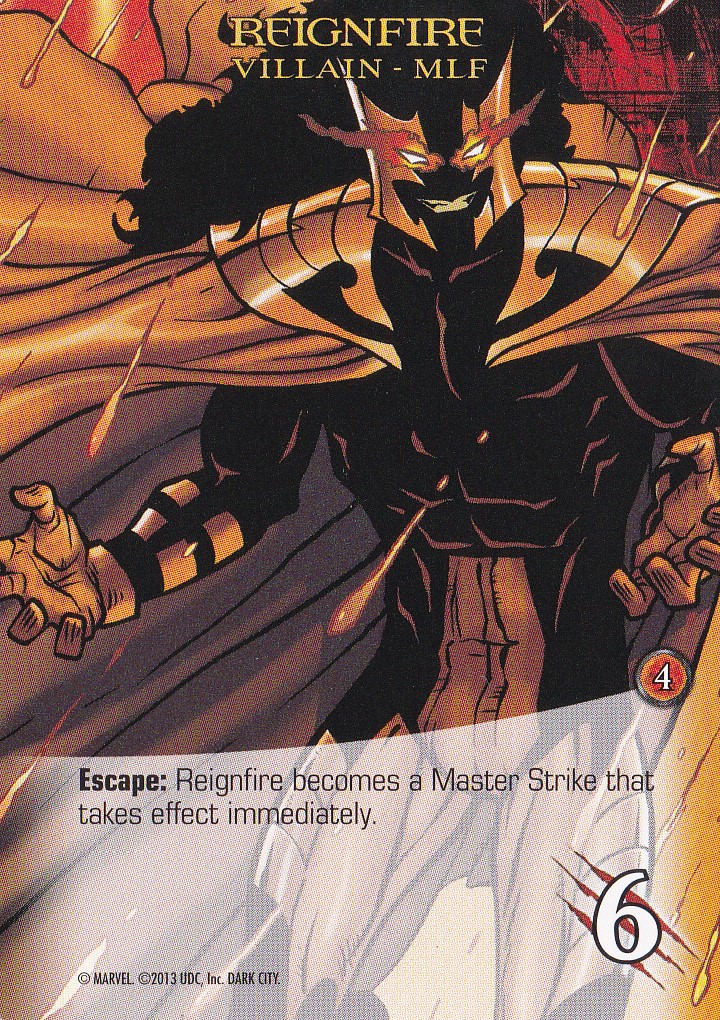 REIGNFIRE
VILLAIN - MLF
4
Escape: Reignfire becomes a Master Strike that
takes effect immediately.
6
© MARVEL. ©2013 UDC, Inc. DARK CITY.